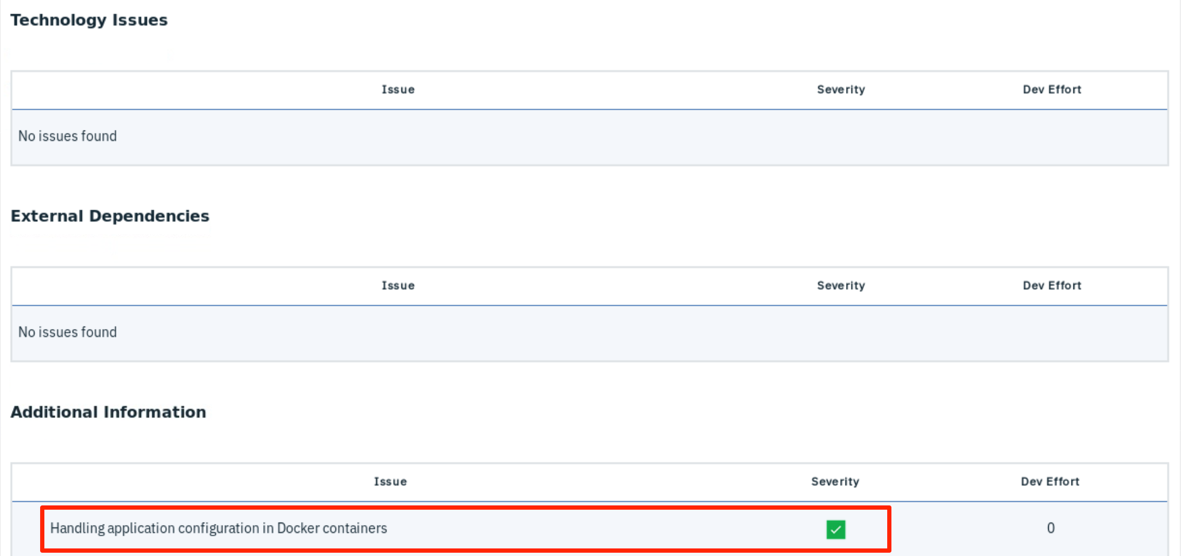 Technology Issues
Issue Severity Dev Effort
No issues found
External Dependencies
Issue Severity Dev Effort
No issues found
Additional Information
Issue Severity Dev Effort
Handling application configuration in Docker containers 0